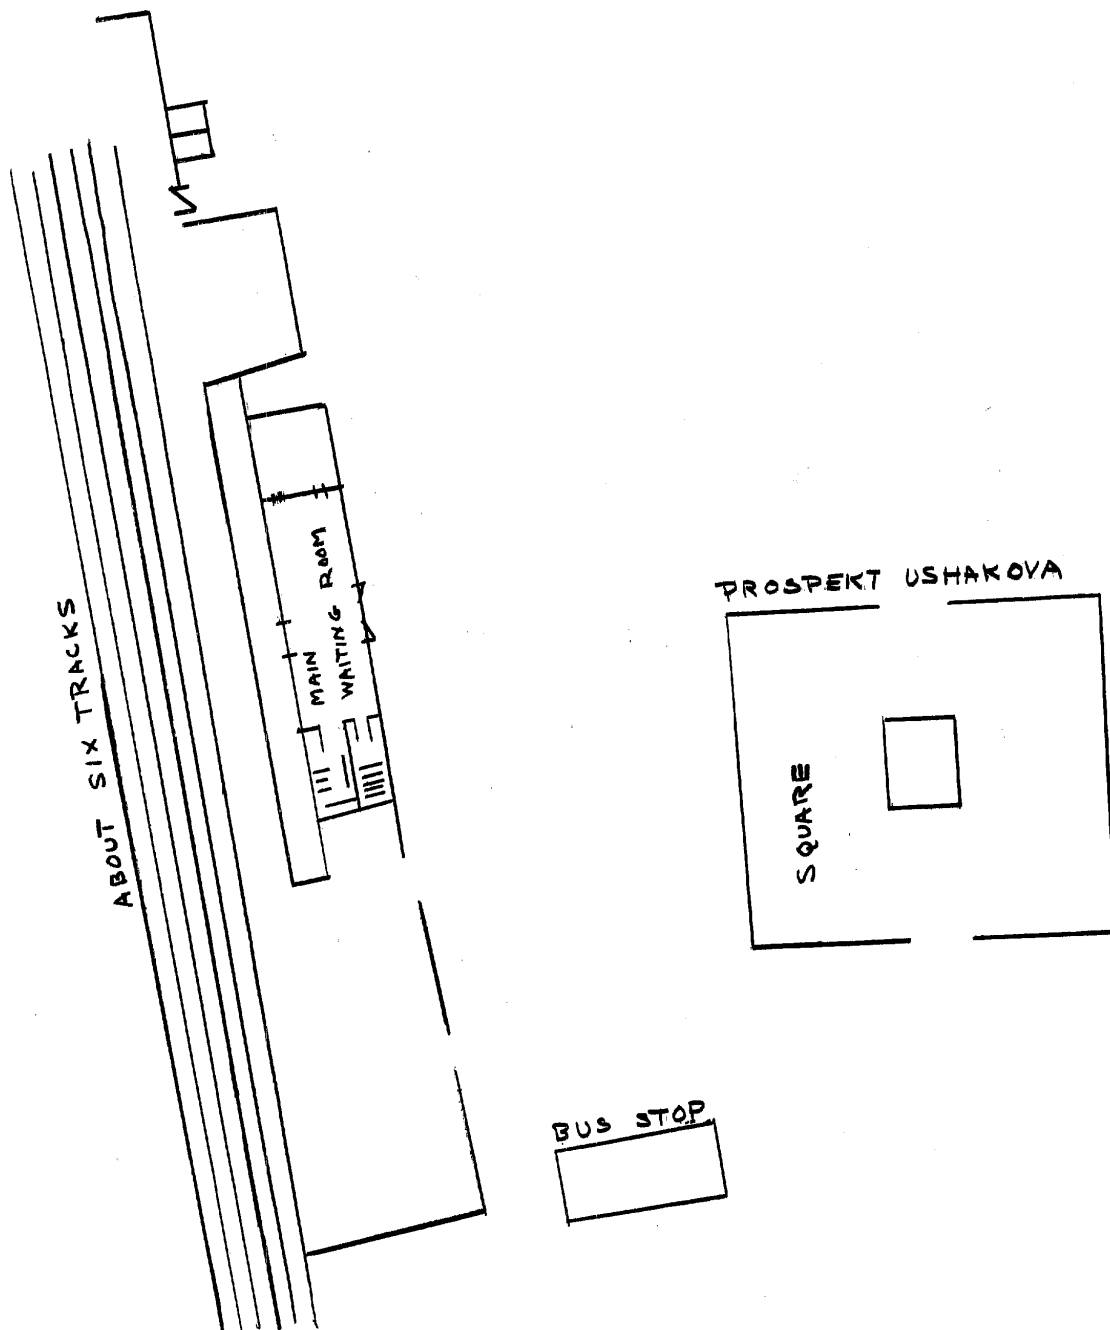 ABOUT SIX TRACKS
MAIN
WAITING ROOM
PROSPEKT USHAKOVA
SQUARE
BUS STOP